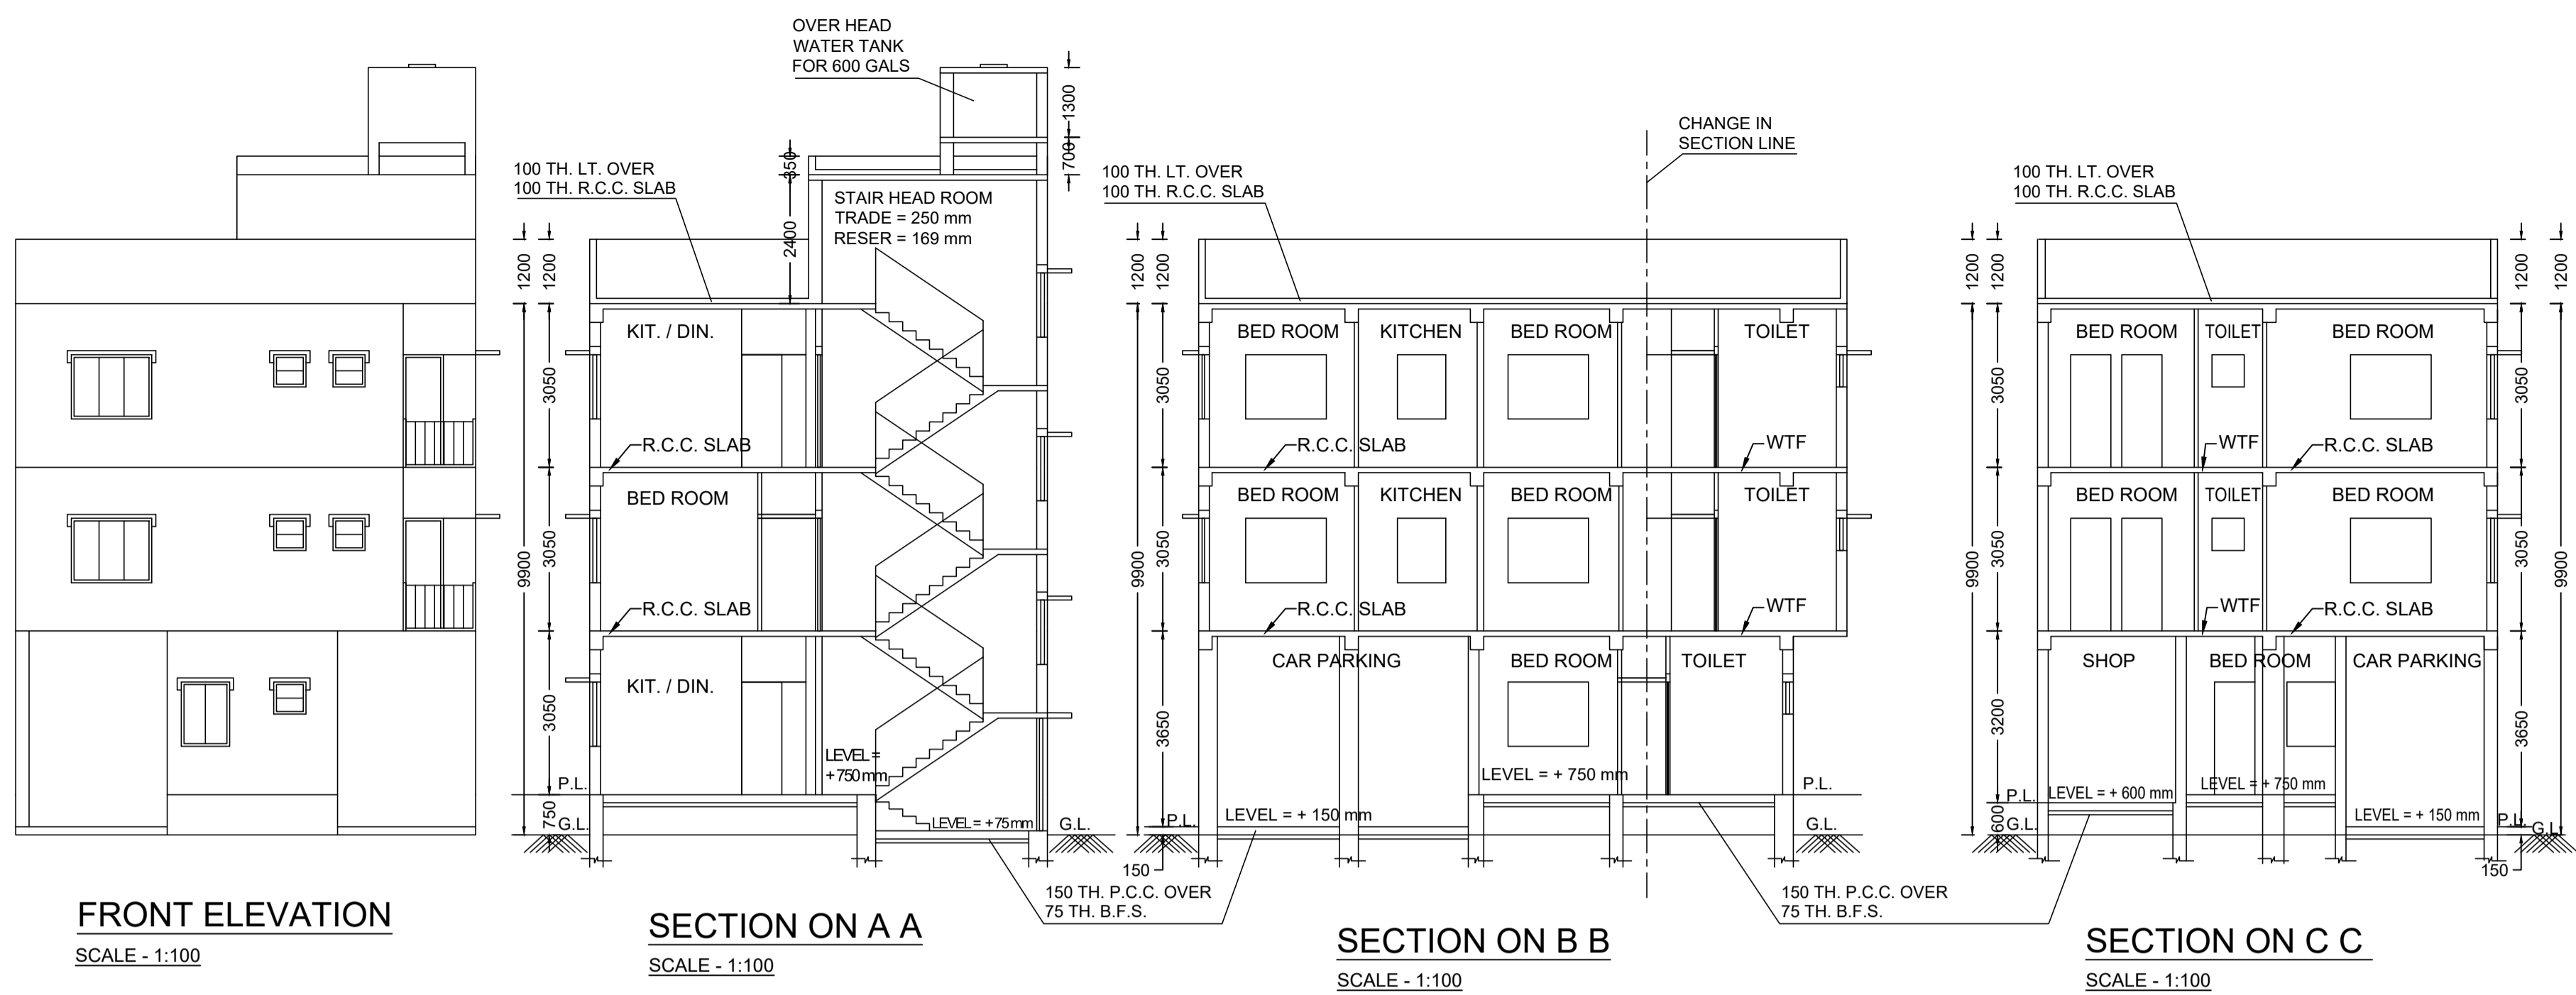 OVER HEAD
WATER TANK
FOR 600 GALS
1300
700
350
2400
100 TH. LT. OVER
100 TH. R.C.C. SLAB
STAIR HEAD ROOM
TRADE = 250 mm
RESER = 169 mm
1200
1200
9900
3050
3050
3050
750
KIT. / DIN.
R.C.C. SLAB
BED ROOM
R.C.C. SLAB
KIT. / DIN.
LEVEL =
+750mm
P.L.
G.L.
LEVEL = +75mm
G.L.
150 TH. P.C.C. OVER
75 TH. B.F.S.
FRONT ELEVATION
SCALE - 1:100
SECTION ON A A
SCALE - 1:100
CHANGE IN
SECTION LINE
100 TH. LT. OVER
100 TH. R.C.C. SLAB
1200
1200
9900
3050
3050
3650
150
BED ROOM
KITCHEN
BED ROOM
TOILET
R.C.C. SLAB
WTF
BED ROOM
KITCHEN
BED ROOM
TOILET
R.C.C. SLAB
WTF
CAR PARKING
BED ROOM
TOILET
LEVEL = + 750 mm
LEVEL = + 150 mm
P.L.
P.L.
G.L.
150 TH. P.C.C. OVER
75 TH. B.F.S.
SECTION ON B B
SCALE - 1:100
100 TH. LT. OVER
100 TH. R.C.C. SLAB
1200
1200
1200
1200
9900
3050
3050
3200
600
3050
3050
3650
9900
150
BED ROOM
TOILET
BED ROOM
WTF
R.C.C. SLAB
BED ROOM
TOILET
BED ROOM
WTF
R.C.C. SLAB
SHOP
BED ROOM
CAR PARKING
LEVEL = + 600 mm
LEVEL = + 750 mm
LEVEL = + 150 mm
P.L.
G.L.
P.L.
G.L.
SECTION ON C C
SCALE - 1:100